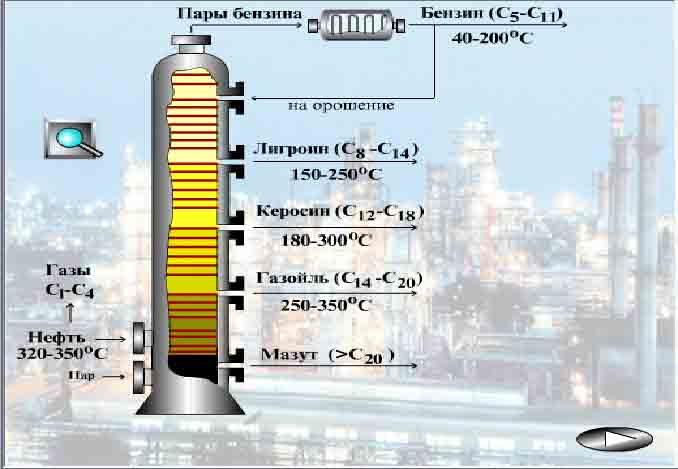 Пары бензина
Бензин (C5-C11)
40-200°C
на орошение
Лигроин (C8 -C14)
150-250°C
Керосин (C12-C18)
180-300°C
Газы
C1-C4
Газойль (C14 -C20)
250-350°C
Нефть
320-350°C
Мазут (>C20 )
Пар